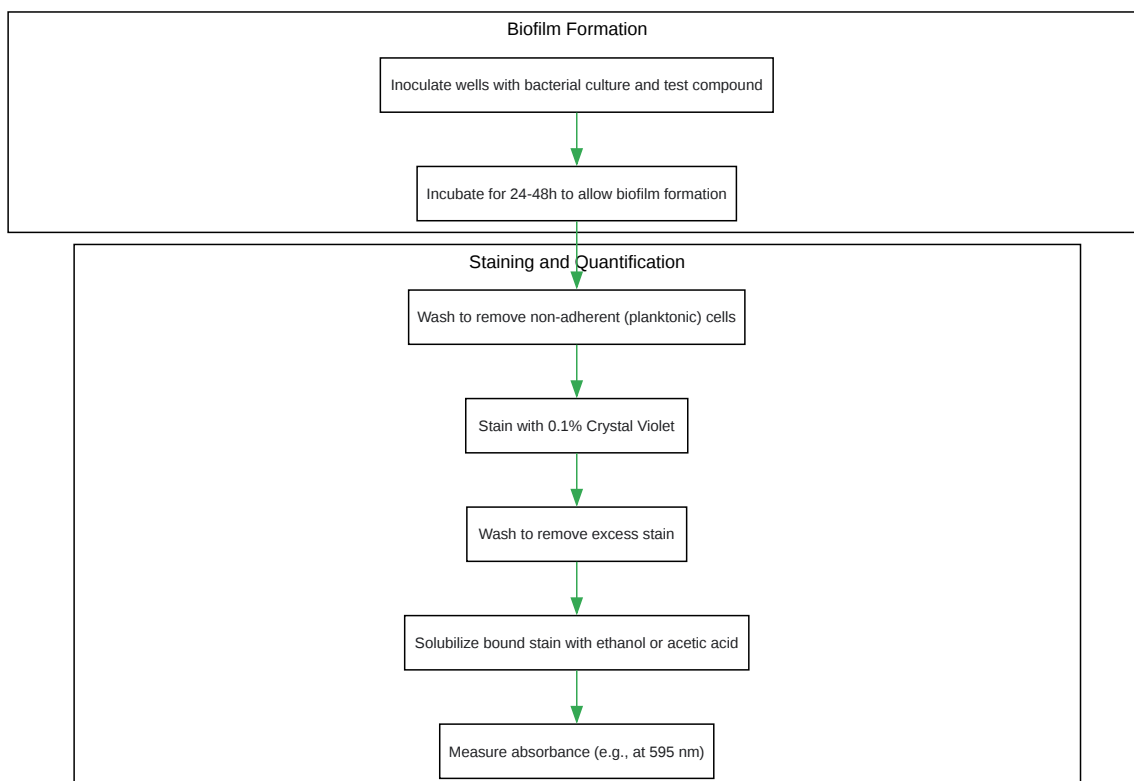 Biofilm Formation
Inoculate wells with bacterial culture and test compound
Incubate for 24-48h to allow biofilm formation
Staining and Quantification
Wash to remove non-adherent (planktonic) cells
Stain with 0.1% Crystal Violet
Wash to remove excess stain
Solubilize bound stain with ethanol or acetic acid
Measure absorbance (e.g., at 595 nm)